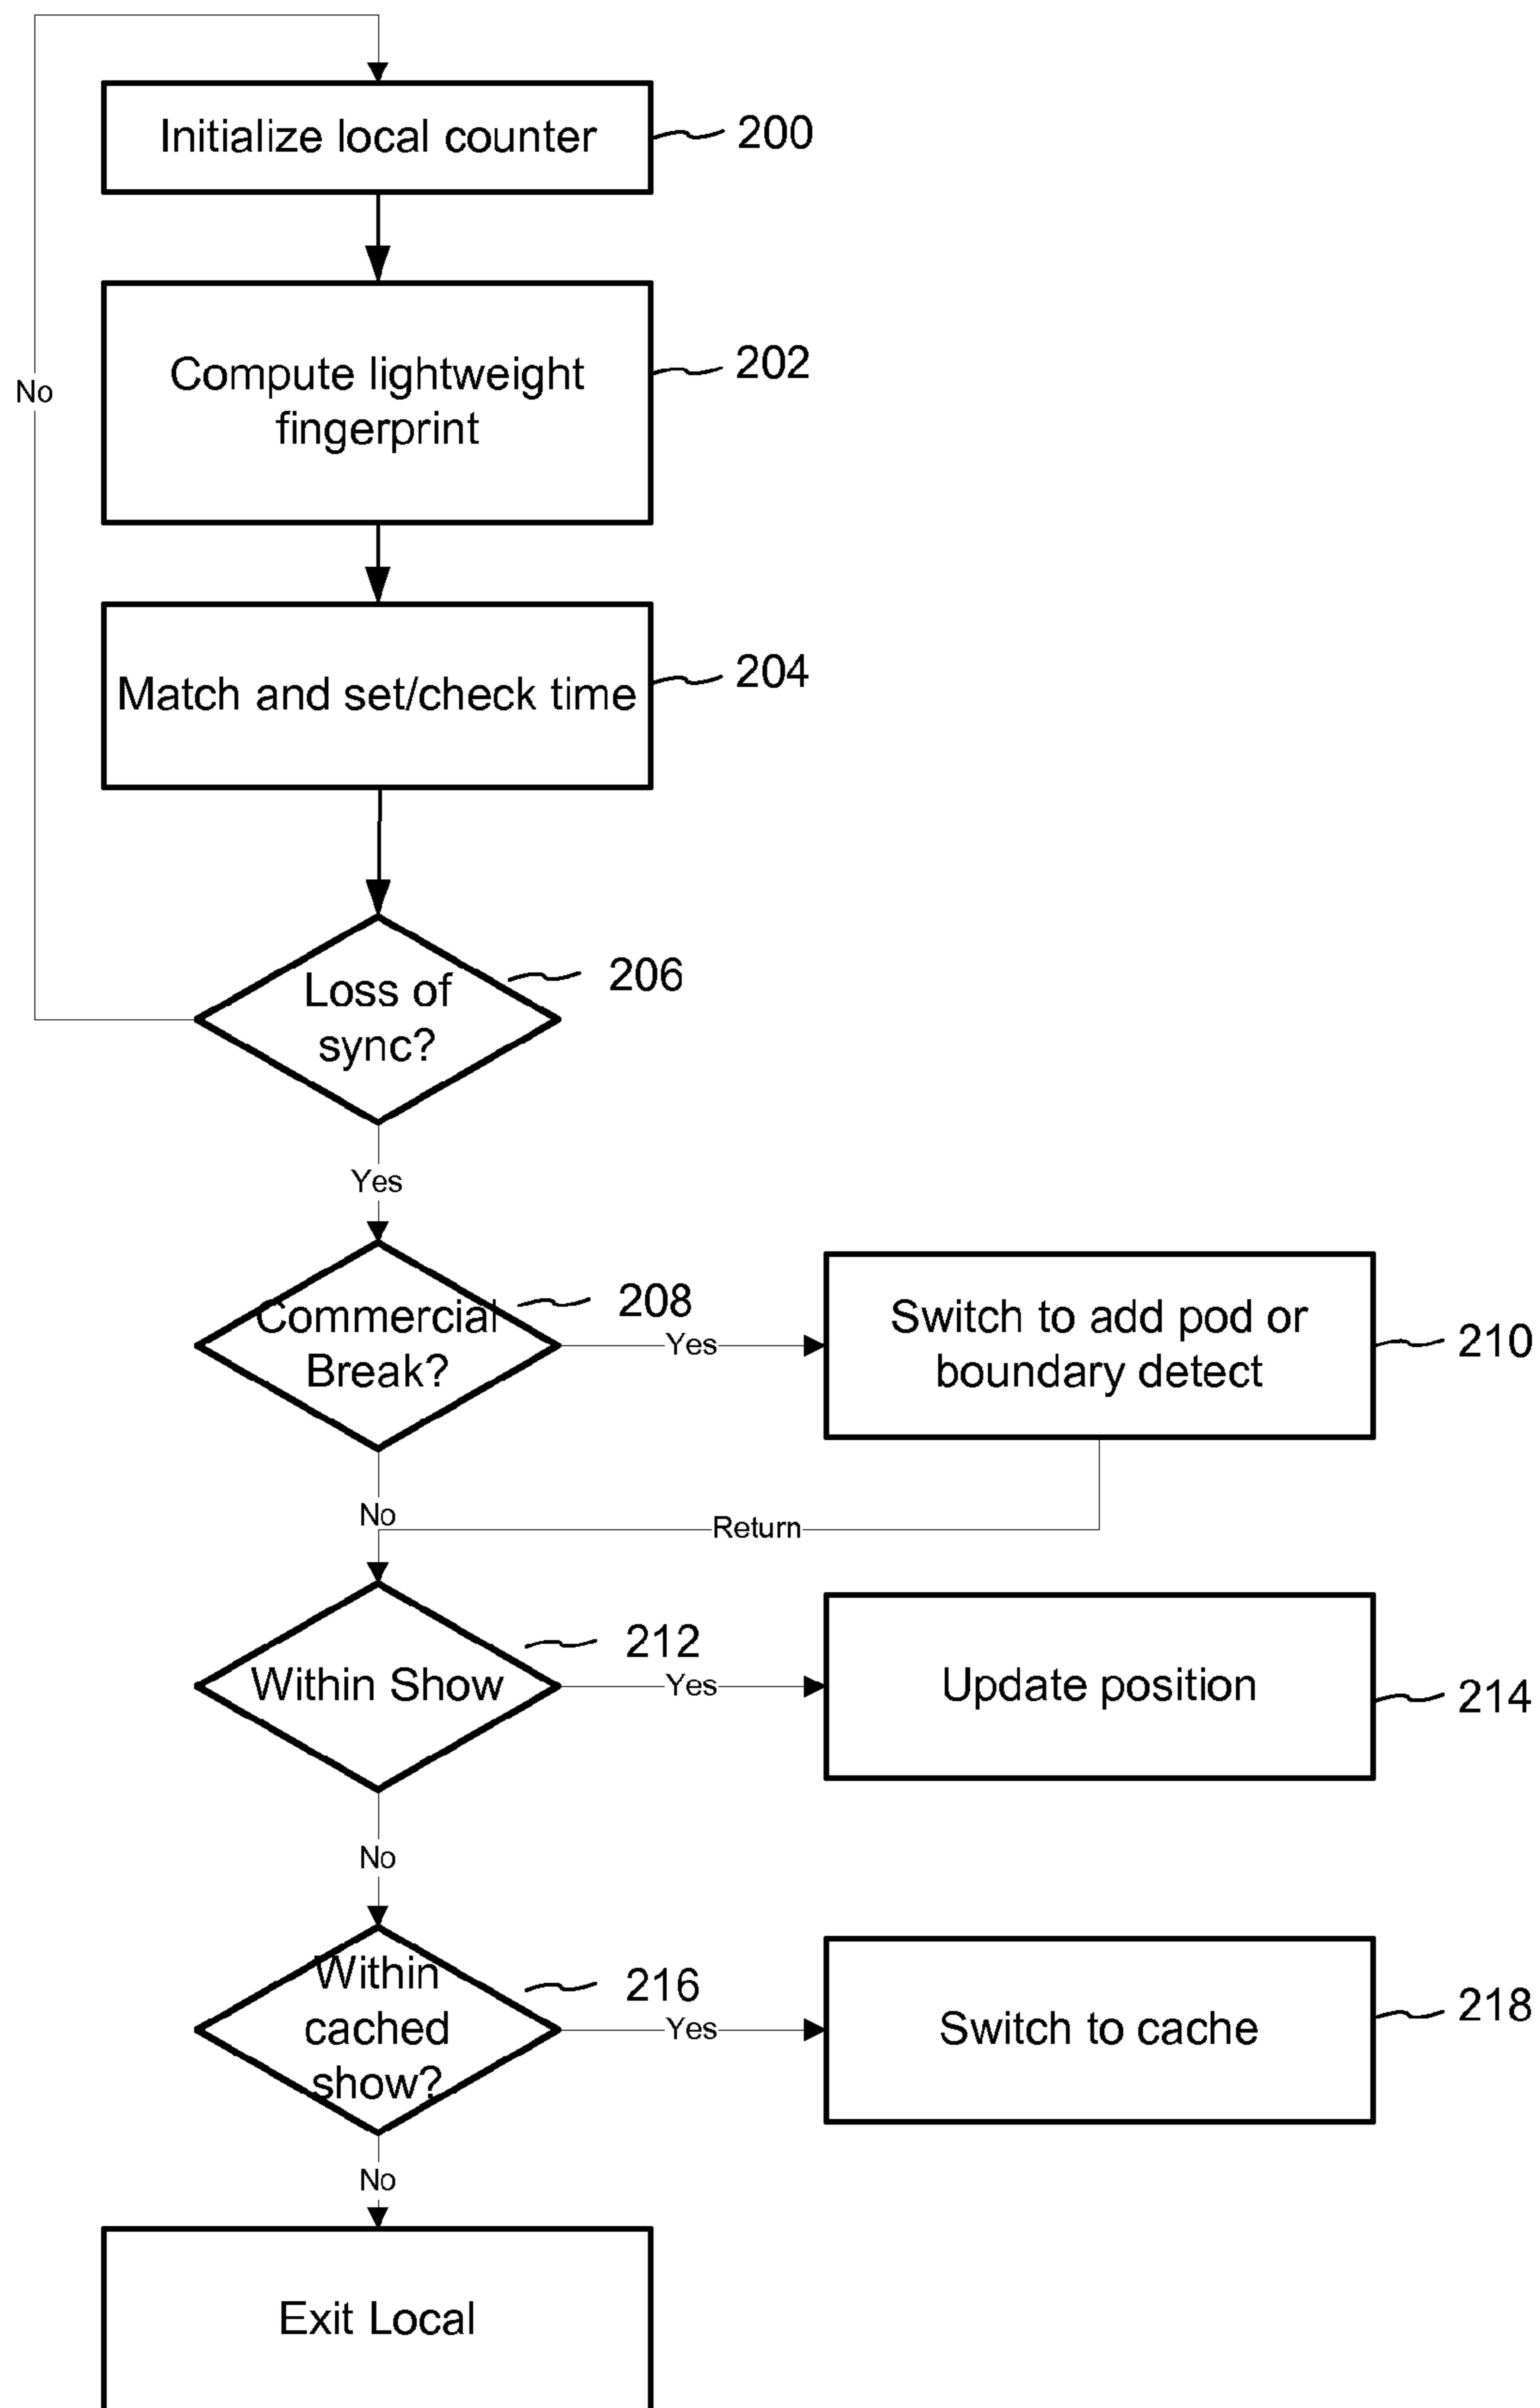 Initialize local counter
200
Compute lightweight
fingerprint
202
No
Match and set/check time
204
Loss of
sync?
206
Yes
Commercial
Break?
208
Yes
Switch to add pod or
boundary detect
210
No
Return
Within Show
212
Yes
Update position
214
No
Within
cached
show?
216
Yes
Switch to cache
218
No
Exit Local